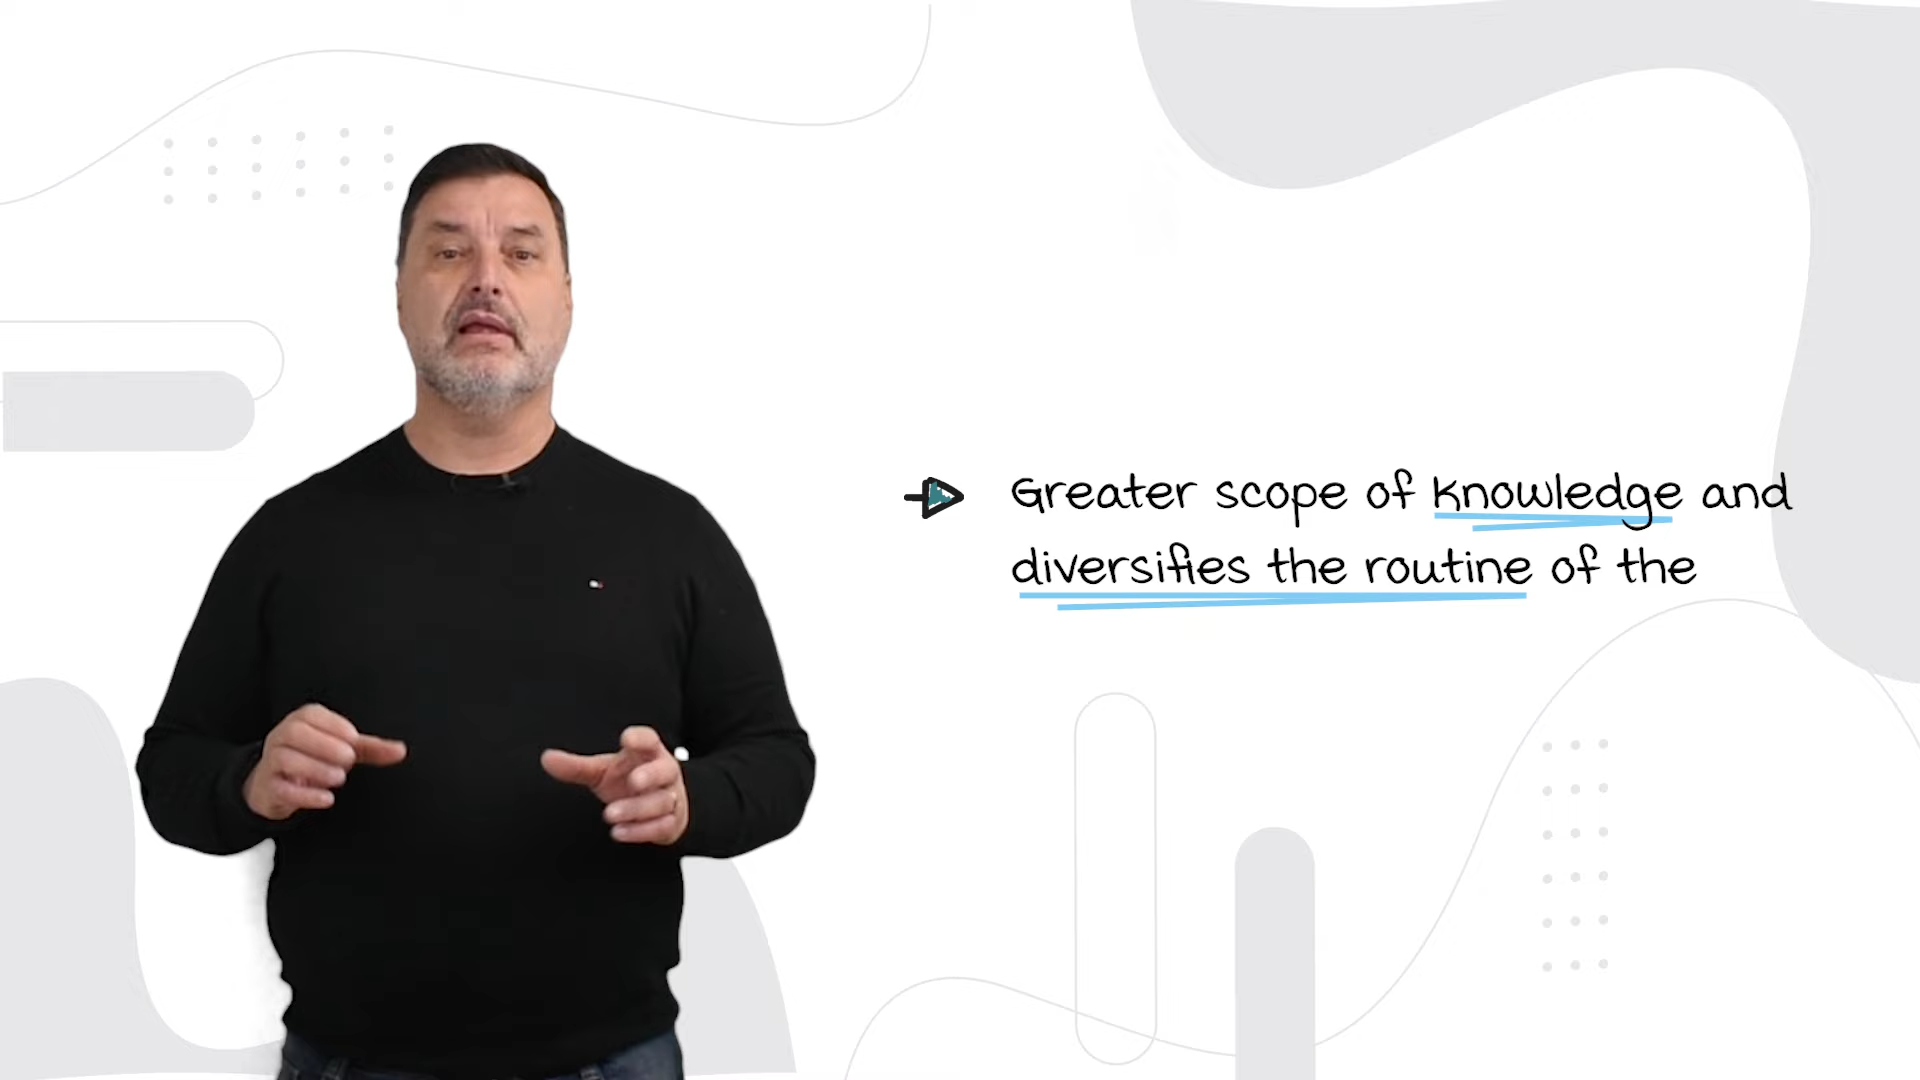 Greater scope of knowledge and
diversifies the routine of the